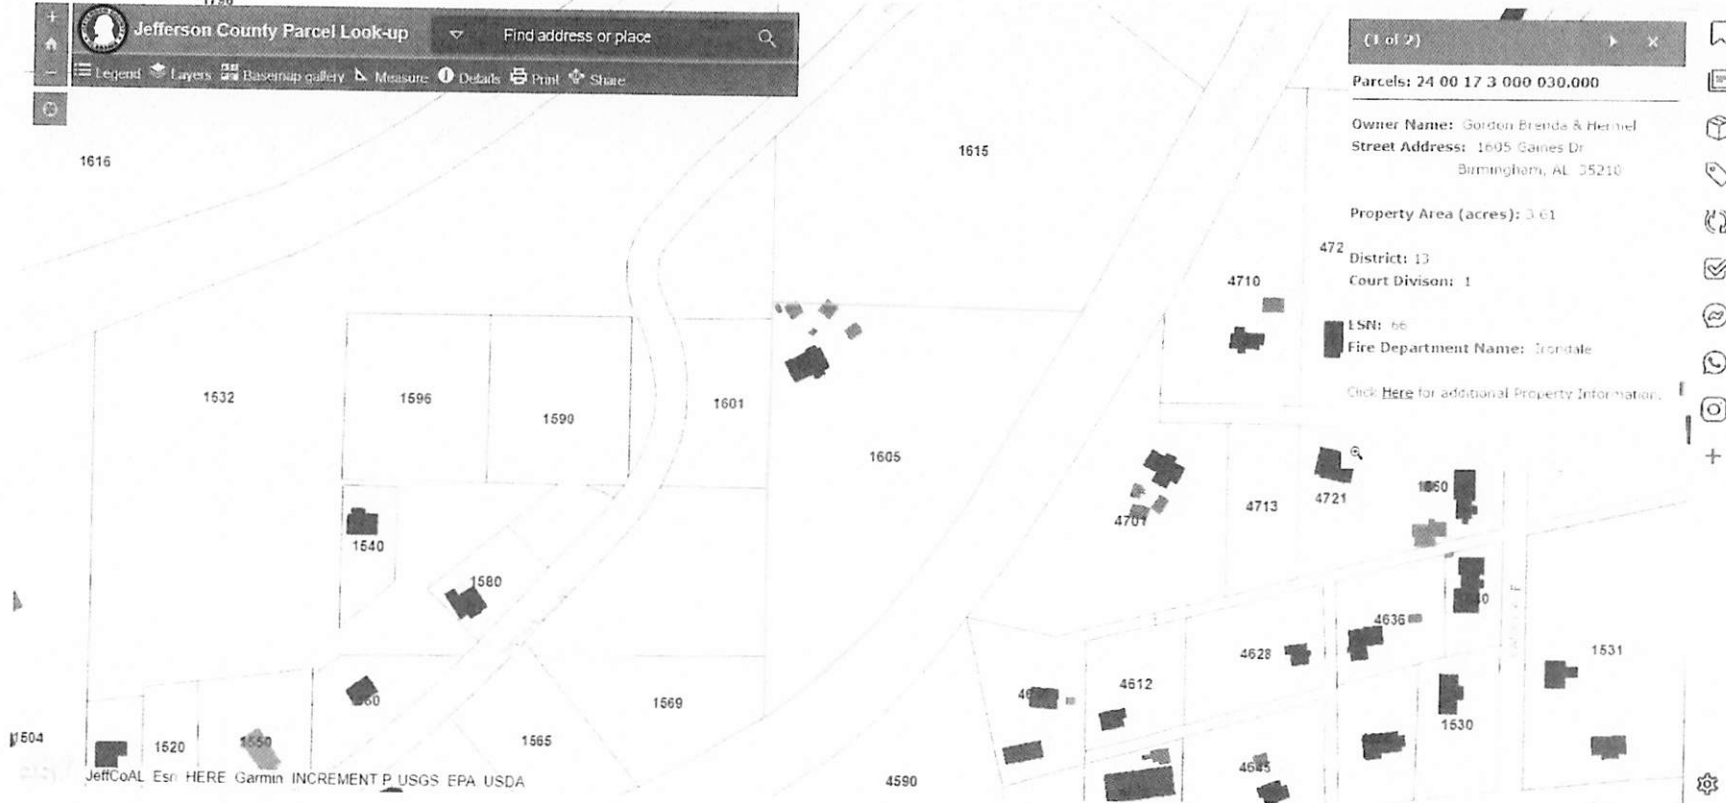 Jefferson County Parcel Look-up
Find address or place
Legend Layers Basemap gallery Measure Details Print Share
(1 of 2)
Parcels: 24 00 17 3 000 030.000
Owner Name: Gordon Brenda & Hermel
Street Address: 1605 Gaines Dr
Birmingham, AL 35210
Property Area (acres): 3.61
District: 13
Court Divison: 1
ESN: 66
Fire Department Name: Irondale
Click Here for additional Property Information.
1616
1615
472
4710
1532
1596
1590
1601
1605
4701
4713
4721
1540
1580
4636
4628
1531
4612
1569
1530
1504
1520
1550
1565
4590
4645
JeffCoAL Esri HERE Garmin INCREMENT P USGS EPA USDA